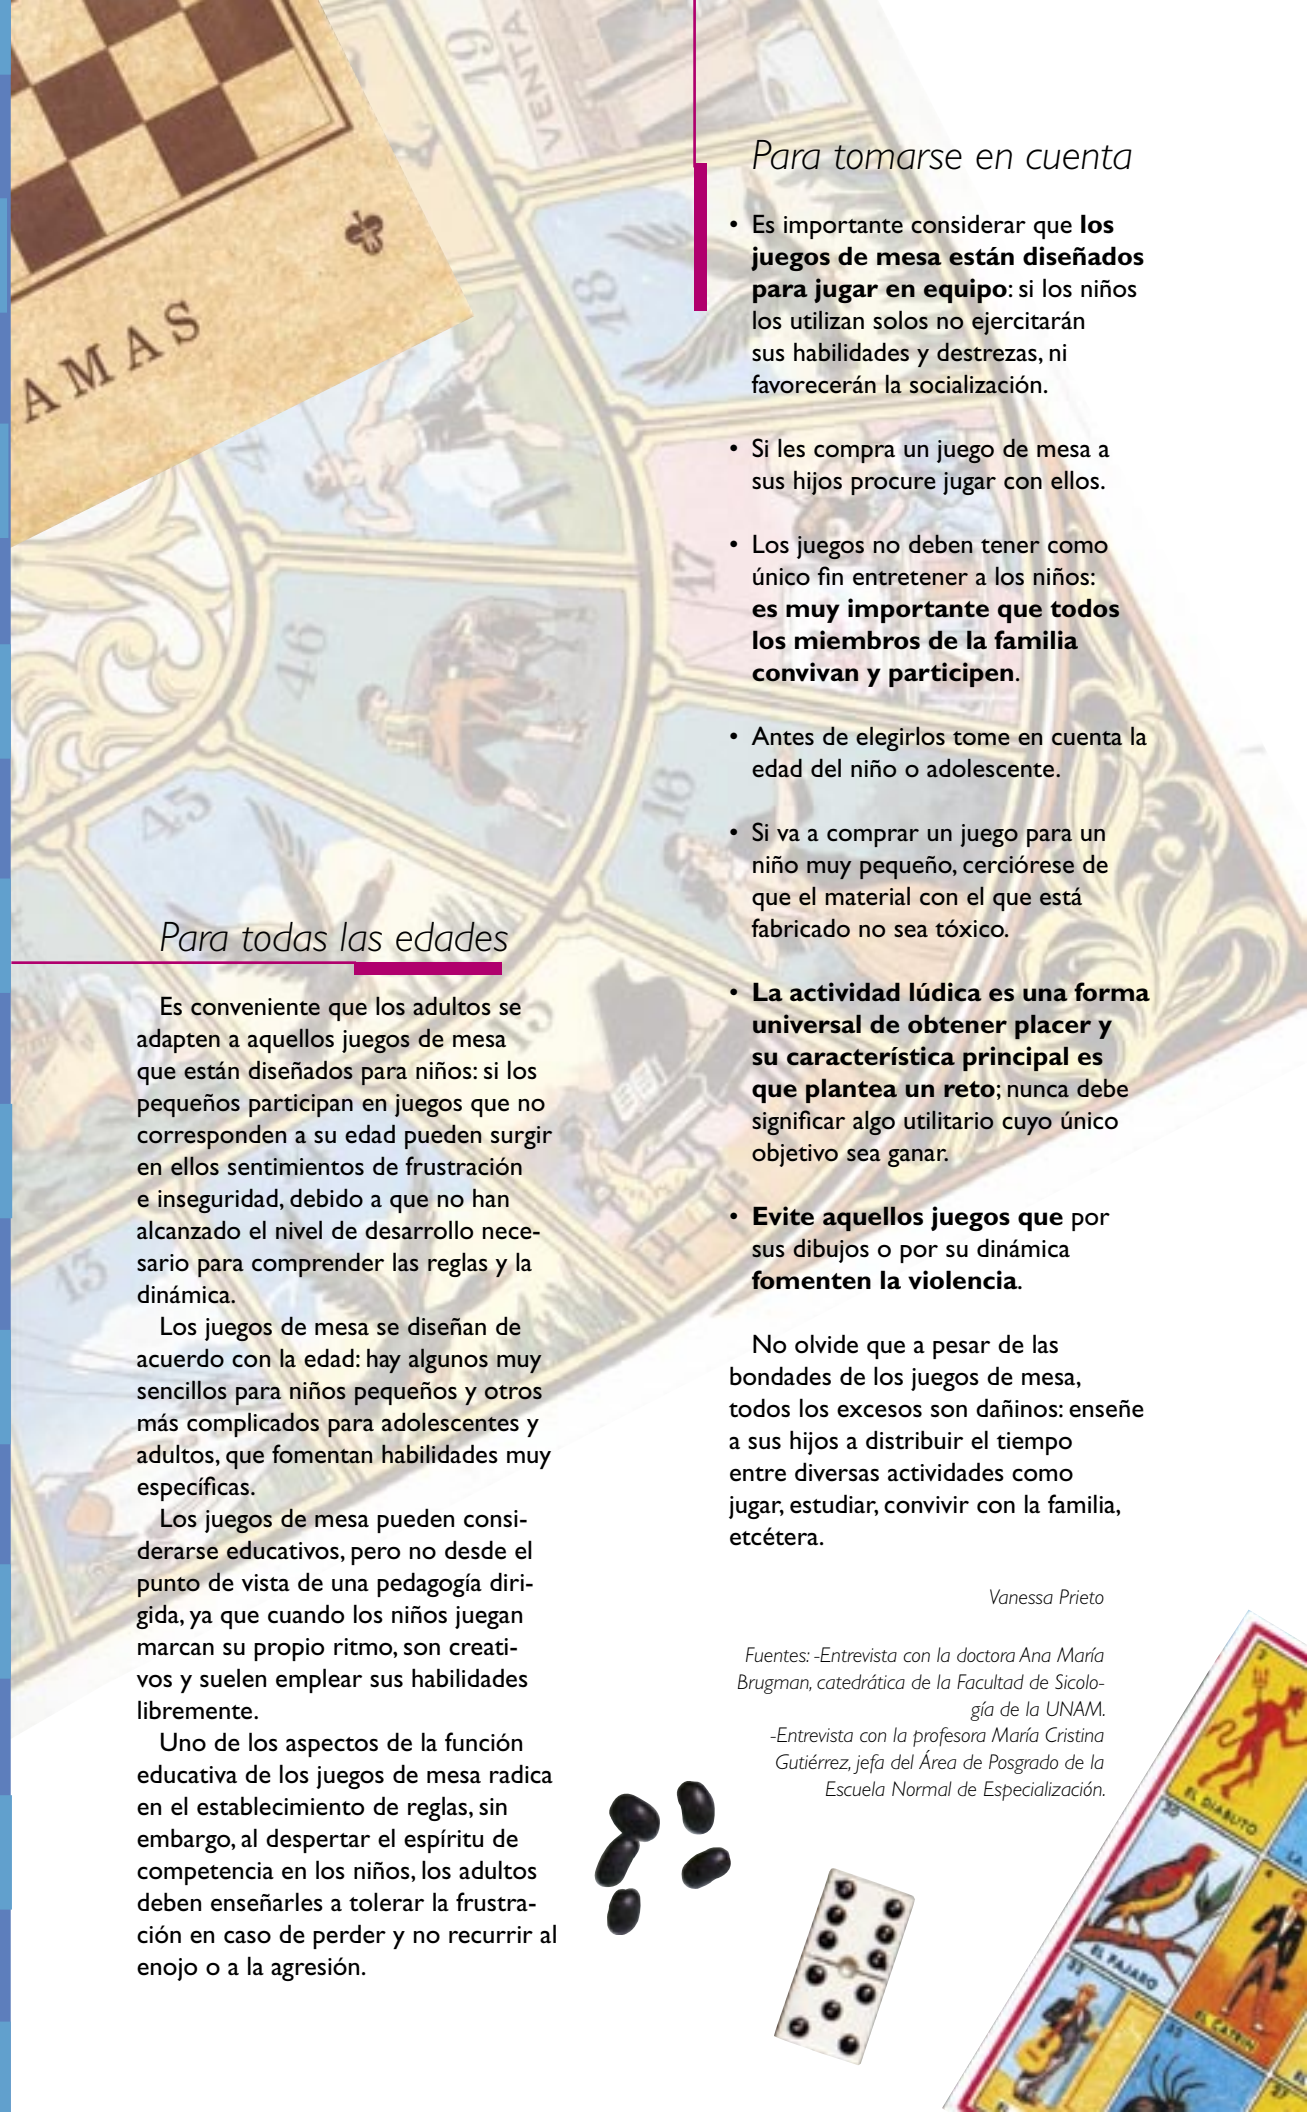 AMAS
19
VENTA
18
47
17
46
16
45
15
13
Para todas las edades
Es conveniente que los adultos se
adapten a aquellos juegos de mesa
que están diseñados para niños: si los
pequeños participan en juegos que no
corresponden a su edad pueden surgir
en ellos sentimientos de frustración
e inseguridad, debido a que no han
alcanzado el nivel de desarrollo nece-
sario para comprender las reglas y la
dinámica.
Los juegos de mesa se diseñan de
acuerdo con la edad: hay algunos muy
sencillos para niños pequeños y otros
más complicados para adolescentes y
adultos, que fomentan habilidades muy
específicas.
Los juegos de mesa pueden consi-
derarse educativos, pero no desde el
punto de vista de una pedagogía diri-
gida, ya que cuando los niños juegan
marcan su propio ritmo, son creati-
vos y suelen emplear sus habilidades
libremente.
Uno de los aspectos de la función
educativa de los juegos de mesa radica
en el establecimiento de reglas, sin
embargo, al despertar el espíritu de
competencia en los niños, los adultos
deben enseñarles a tolerar la frustra-
ción en caso de perder y no recurrir al
enojo o a la agresión.
Para tomarse en cuenta
• Es importante considerar que los
juegos de mesa están diseñados
para jugar en equipo: si los niños
los utilizan solos no ejercitarán
sus habilidades y destrezas, ni
favorecerán la socialización.
• Si les compra un juego de mesa a
sus hijos procure jugar con ellos.
• Los juegos no deben tener como
único fin entretener a los niños:
es muy importante que todos
los miembros de la familia
convivan y participen.
• Antes de elegirlos tome en cuenta la
edad del niño o adolescente.
• Si va a comprar un juego para un
niño muy pequeño, cerciórese de
que el material con el que está
fabricado no sea tóxico.
• La actividad lúdica es una forma
universal de obtener placer y
su característica principal es
que plantea un reto; nunca debe
significar algo utilitario cuyo único
objetivo sea ganar.
• Evite aquellos juegos que por
sus dibujos o por su dinámica
fomenten la violencia.
No olvide que a pesar de las
bondades de los juegos de mesa,
todos los excesos son dañinos: enseñe
a sus hijos a distribuir el tiempo
entre diversas actividades como
jugar, estudiar, convivir con la familia,
etcétera.
Vanessa Prieto
Fuentes: -Entrevista con la doctora Ana María
Brugman, catedrática de la Facultad de Sicolo-
gía de la UNAM.
-Entrevista con la profesora María Cristina
Gutiérrez, jefa del Área de Posgrado de la
Escuela Normal de Especialización.
2
EL DIABLITO
LA
4
EL PAJARO
EL CATRIN
33
EL